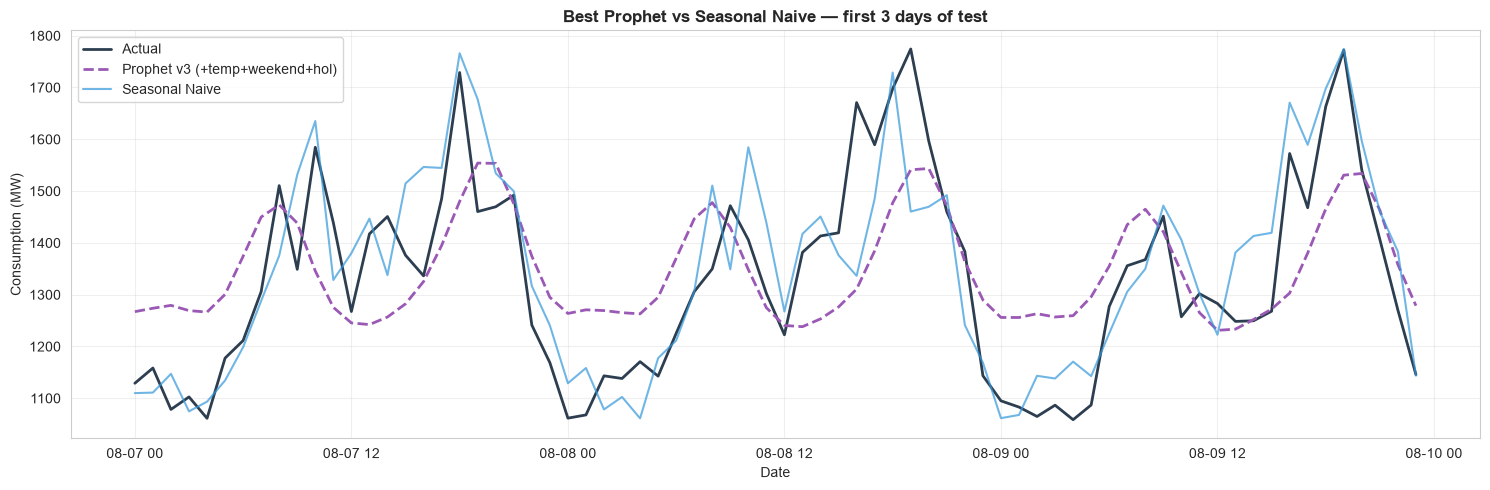 Best Prophet vs Seasonal Naive — first 3 days of test
Actual
Prophet v3 (+temp+weekend+hol)
Seasonal Naive
Consumption (MW)
1800
1700
1600
1500
1400
1300
1200
1100
08-07 00
08-07 12
08-08 00
08-08 12
08-09 00
08-09 12
08-10 00
Date